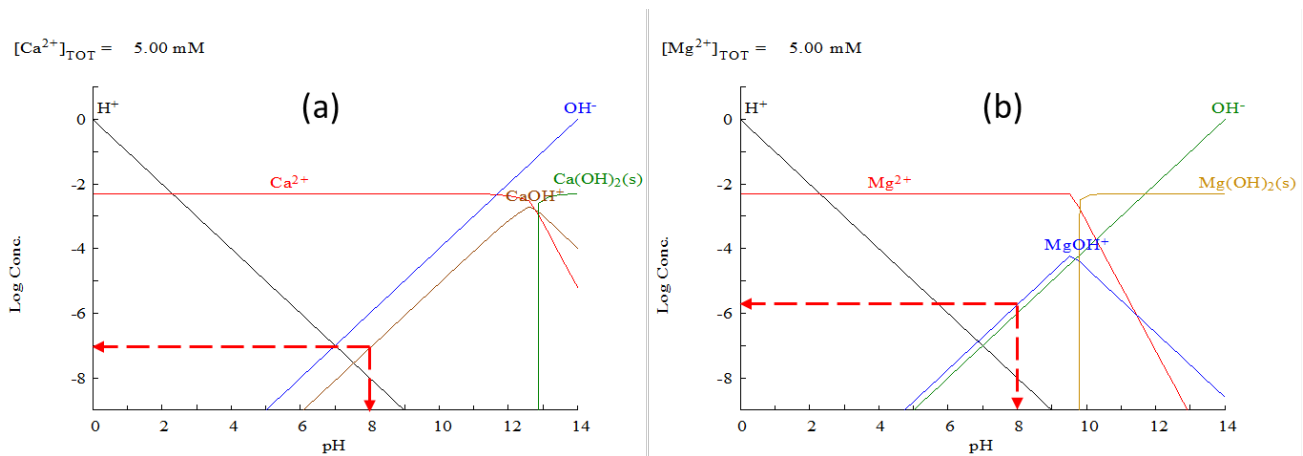 [Ca²⁺]TOT = 5.00 mM
(a)
H⁺
OH⁻
Ca²⁺
Ca(OH)₂(s)
CaOH⁺
0
-2
-4
-6
-8
Log Conc.
0 2 4 6 8 10 12 14
pH
[Mg²⁺]TOT = 5.00 mM
(b)
H⁺
OH⁻
Mg²⁺
Mg(OH)₂(s)
MgOH⁺
0
-2
-4
-6
-8
Log Conc.
0 2 4 6 8 10 12 14
pH